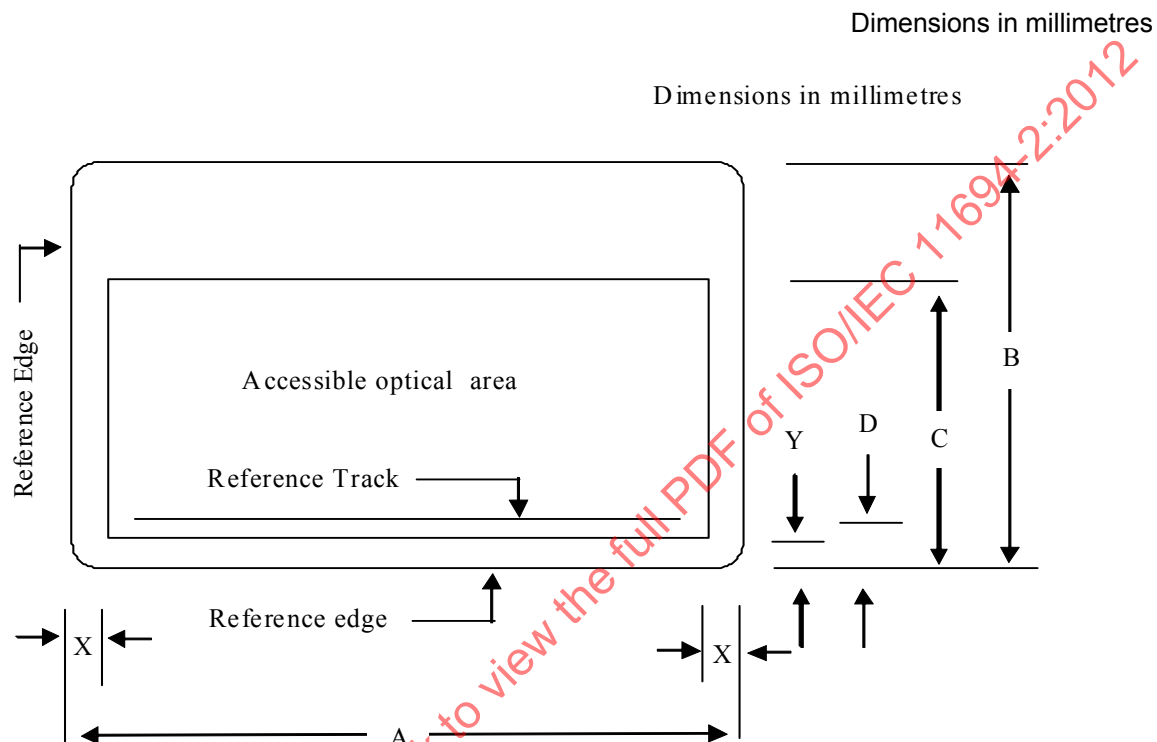 Dimensions in millimetres
Dimensions in millimetres
Reference Edge
Accessible optical area
B
Y
D
C
Reference Track
Reference edge
X
X
A
to view the full PDF of ISO/IEC 11694-2:2012